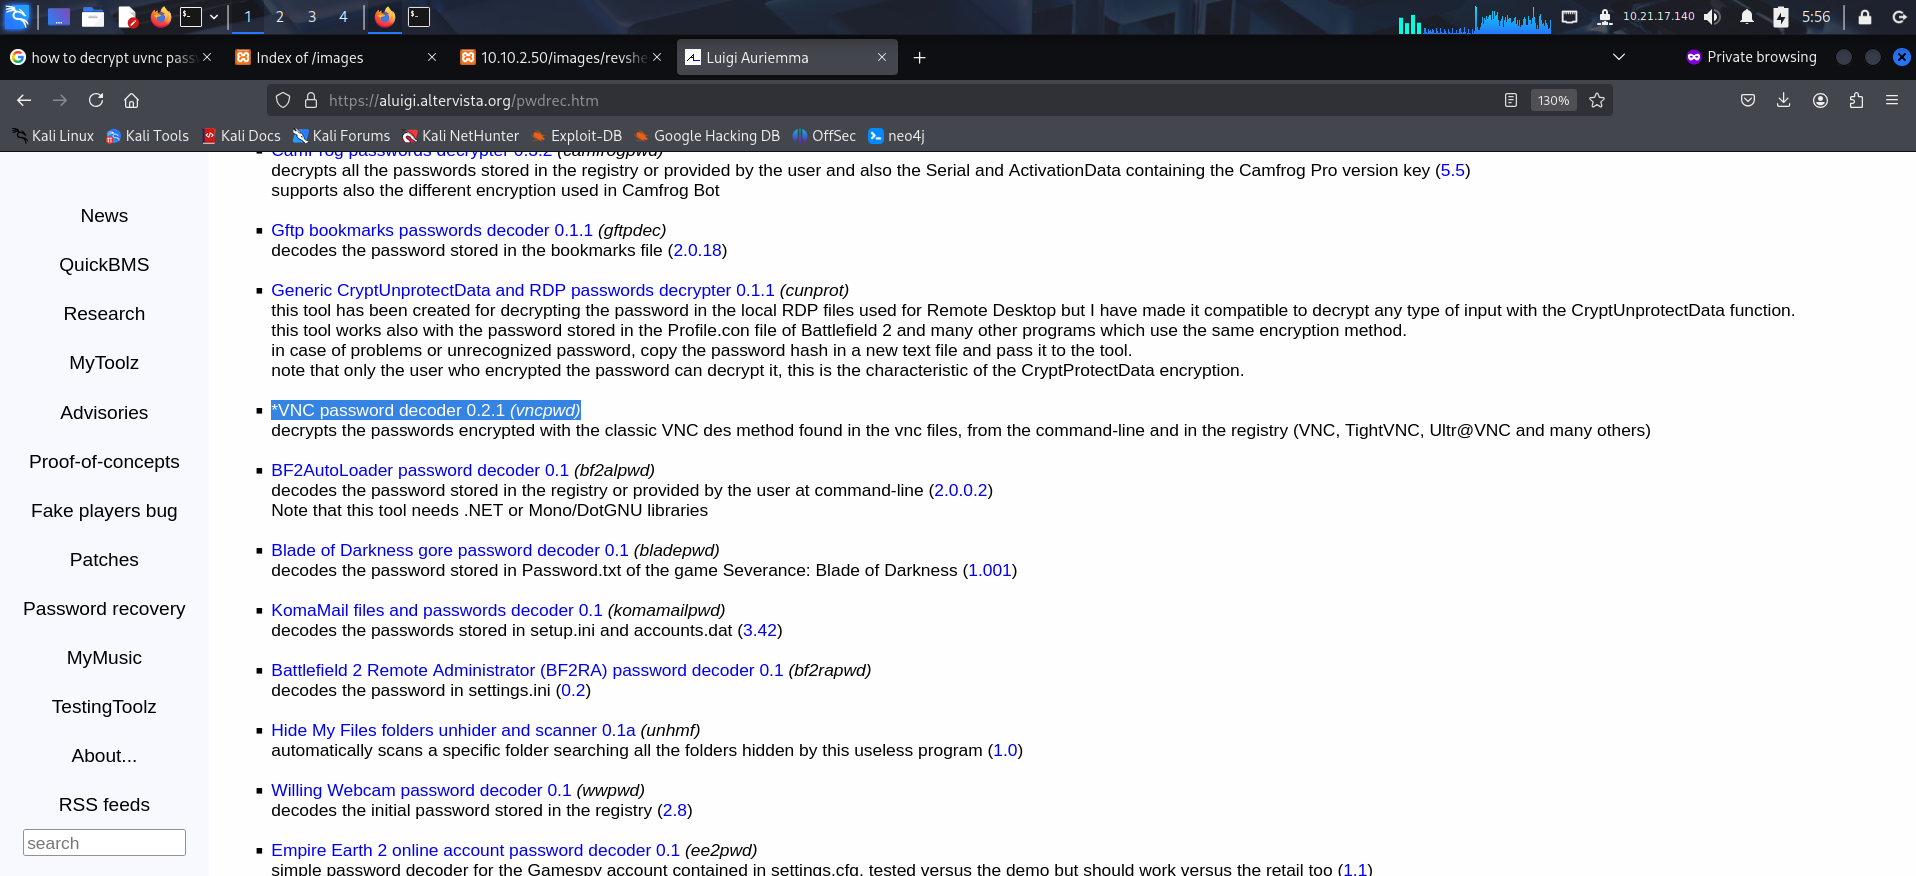 1 2 3 4 10.21.17.140 5:56
how to decrypt uvnc pass Index of /images 10.10.2.50/images/revshe Luigi Auriemma Private browsing
https://aluigi.altervista.org/pwdrec.htm 130%
Kali Linux Kali Tools Kali Docs Kali Forums Kali NetHunter Exploit-DB Google Hacking DB OffSec neo4j
CamFrog passwords decrypter 0.3.2 (camfrogpwd)
decrypts all the passwords stored in the registry or provided by the user and also the Serial and ActivationData containing the Camfrog Pro version key (5.5)
supports also the different encryption used in Camfrog Bot
Gftp bookmarks passwords decoder 0.1.1 (gftpdec)
decodes the password stored in the bookmarks file (2.0.18)
Generic CryptUnprotectData and RDP passwords decrypter 0.1.1 (cunprot)
this tool has been created for decrypting the password in the local RDP files used for Remote Desktop but I have made it compatible to decrypt any type of input with the CryptUnprotectData function.
this tool works also with the password stored in the Profile.con file of Battlefield 2 and many other programs which use the same encryption method.
in case of problems or unrecognized password, copy the password hash in a new text file and pass it to the tool.
note that only the user who encrypted the password can decrypt it, this is the characteristic of the CryptProtectData encryption.
*VNC password decoder 0.2.1 (vncpwd)
decrypts the passwords encrypted with the classic VNC des method found in the vnc files, from the command-line and in the registry (VNC, TightVNC, Ultr@VNC and many others)
BF2AutoLoader password decoder 0.1 (bf2alpwd)
decodes the password stored in the registry or provided by the user at command-line (2.0.0.2)
Note that this tool needs .NET or Mono/DotGNU libraries
Blade of Darkness gore password decoder 0.1 (bladepwd)
decodes the password stored in Password.txt of the game Severance: Blade of Darkness (1.001)
KomaMail files and passwords decoder 0.1 (komamailpwd)
decodes the passwords stored in setup.ini and accounts.dat (3.42)
Battlefield 2 Remote Administrator (BF2RA) password decoder 0.1 (bf2rapwd)
decodes the password in settings.ini (0.2)
Hide My Files folders unhider and scanner 0.1a (unhmf)
automatically scans a specific folder searching all the folders hidden by this useless program (1.0)
Willing Webcam password decoder 0.1 (wwpwd)
decodes the initial password stored in the registry (2.8)
Empire Earth 2 online account password decoder 0.1 (ee2pwd)
simple password decoder for the Gamespy account contained in settings.cfg, tested versus the demo but should work versus the retail too (1.1)
News
QuickBMS
Research
MyToolz
Advisories
Proof-of-concepts
Fake players bug
Patches
Password recovery
MyMusic
TestingToolz
About...
RSS feeds
search